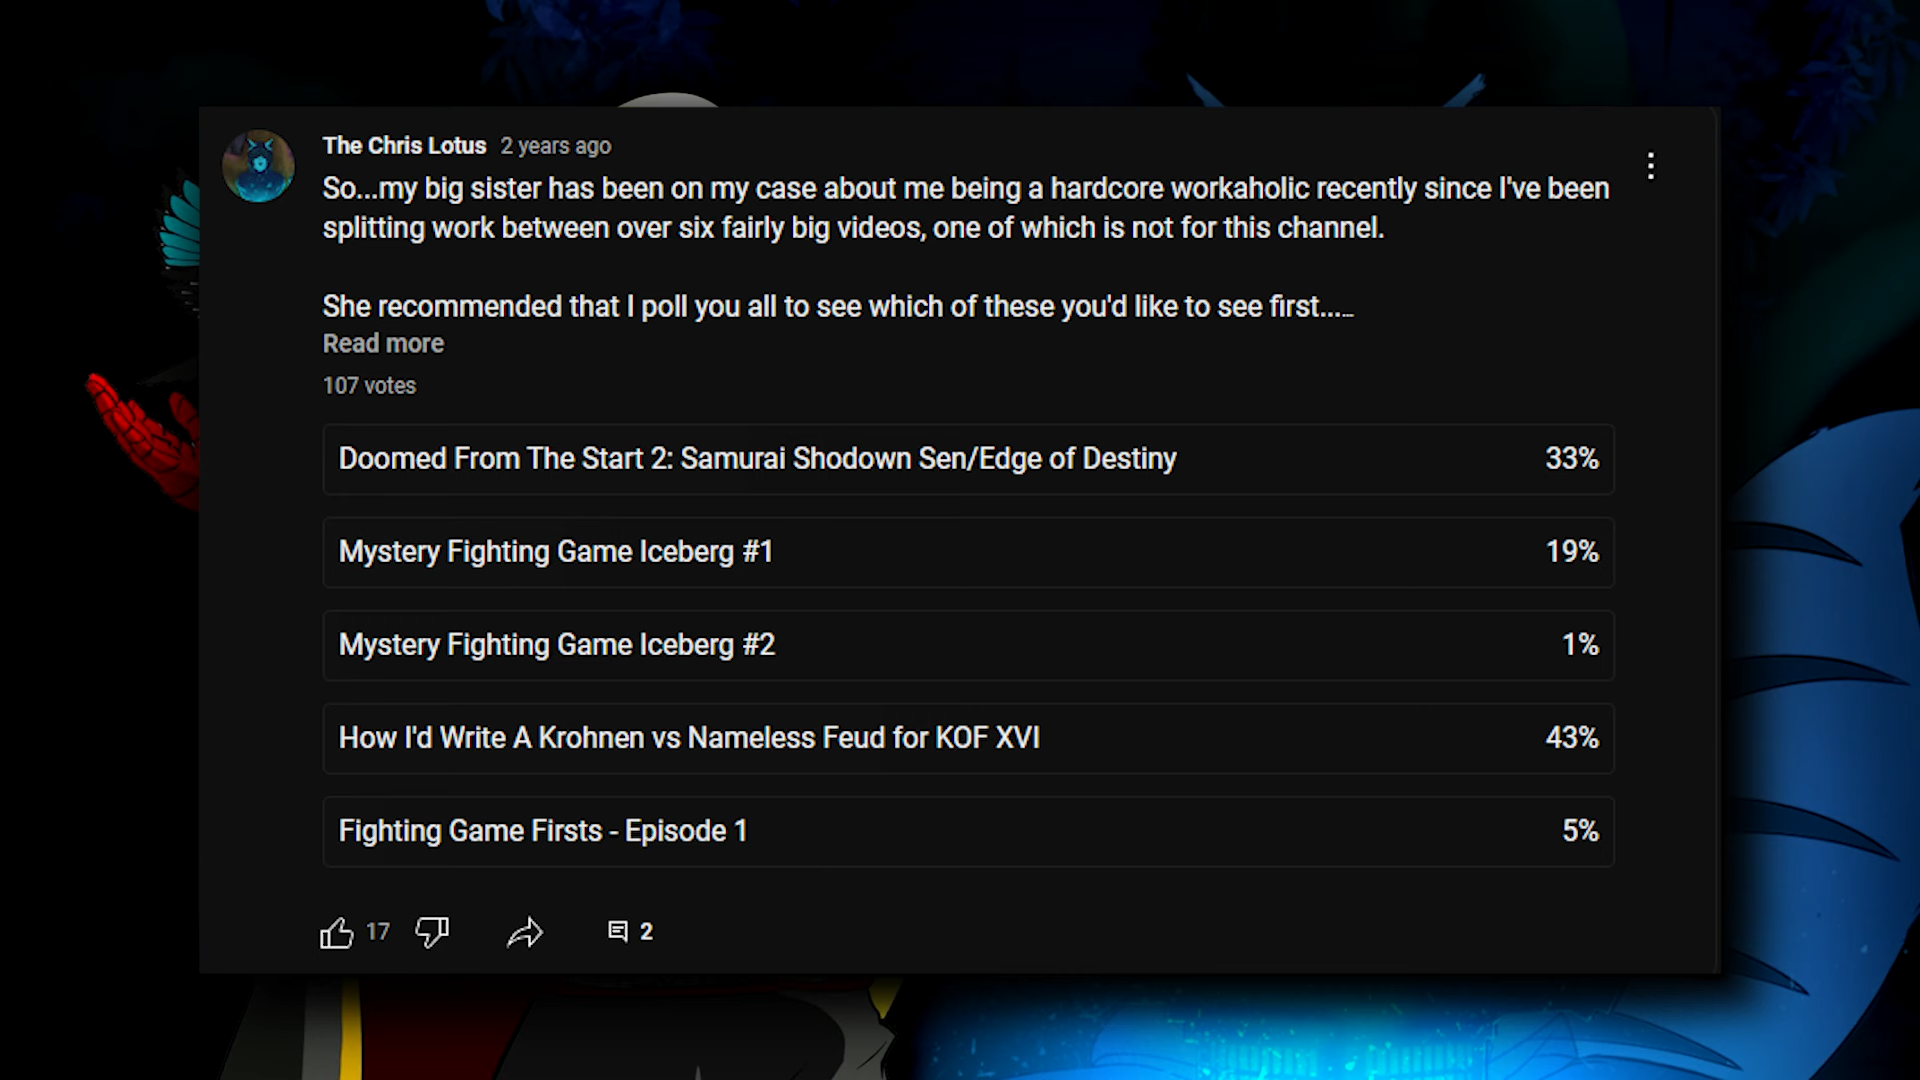 The Chris Lotus 2 years ago
So...my big sister has been on my case about me being a hardcore workaholic recently since I've been
splitting work between over six fairly big videos, one of which is not for this channel.
She recommended that I poll you all to see which of these you'd like to see first.......
Read more
107 votes
Doomed From The Start 2: Samurai Shodown Sen/Edge of Destiny 33%
Mystery Fighting Game Iceberg #1 19%
Mystery Fighting Game Iceberg #2 1%
How I'd Write A Krohnen vs Nameless Feud for KOF XVI 43%
Fighting Game Firsts - Episode 1 5%
17 2